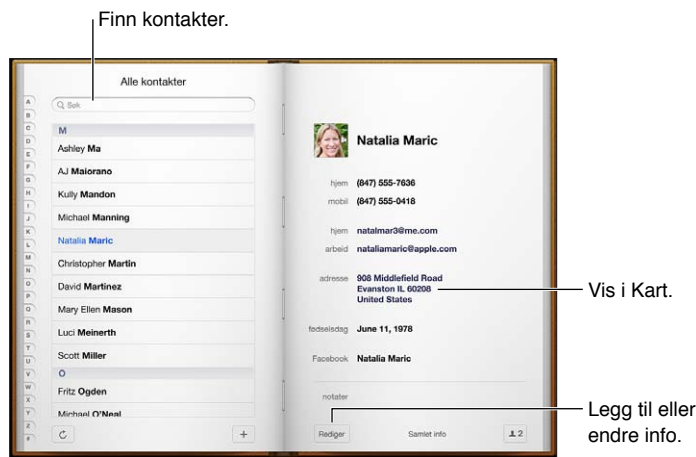 Finn kontakter.
Alle kontakter
Søk
A
B
C
D
E
F
G
H
I
J
K
L
M
N
O
P
Q
R
S
T
U
V
W
X
Y
Z
#
M
Ashley Ma
AJ Maiorano
Kully Mandon
Michael Manning
Natalia Maric
Christopher Martin
David Martinez
Mary Ellen Mason
Luci Meinerth
Scott Miller
O
Fritz Ogden
Michael O'Neal
+
Natalia Maric
hjem (847) 555-7636
mobil (847) 555-0418
hjem natalmar3@me.com
arbeid nataliamaric@apple.com
adresse 908 Middlefield Road
Evanston IL 60208
United States
fødselsdag June 11, 1978
Facebook Natalia Maric
notater
Rediger Samlet info 2
Vis i Kart.
Legg til eller
endre info.